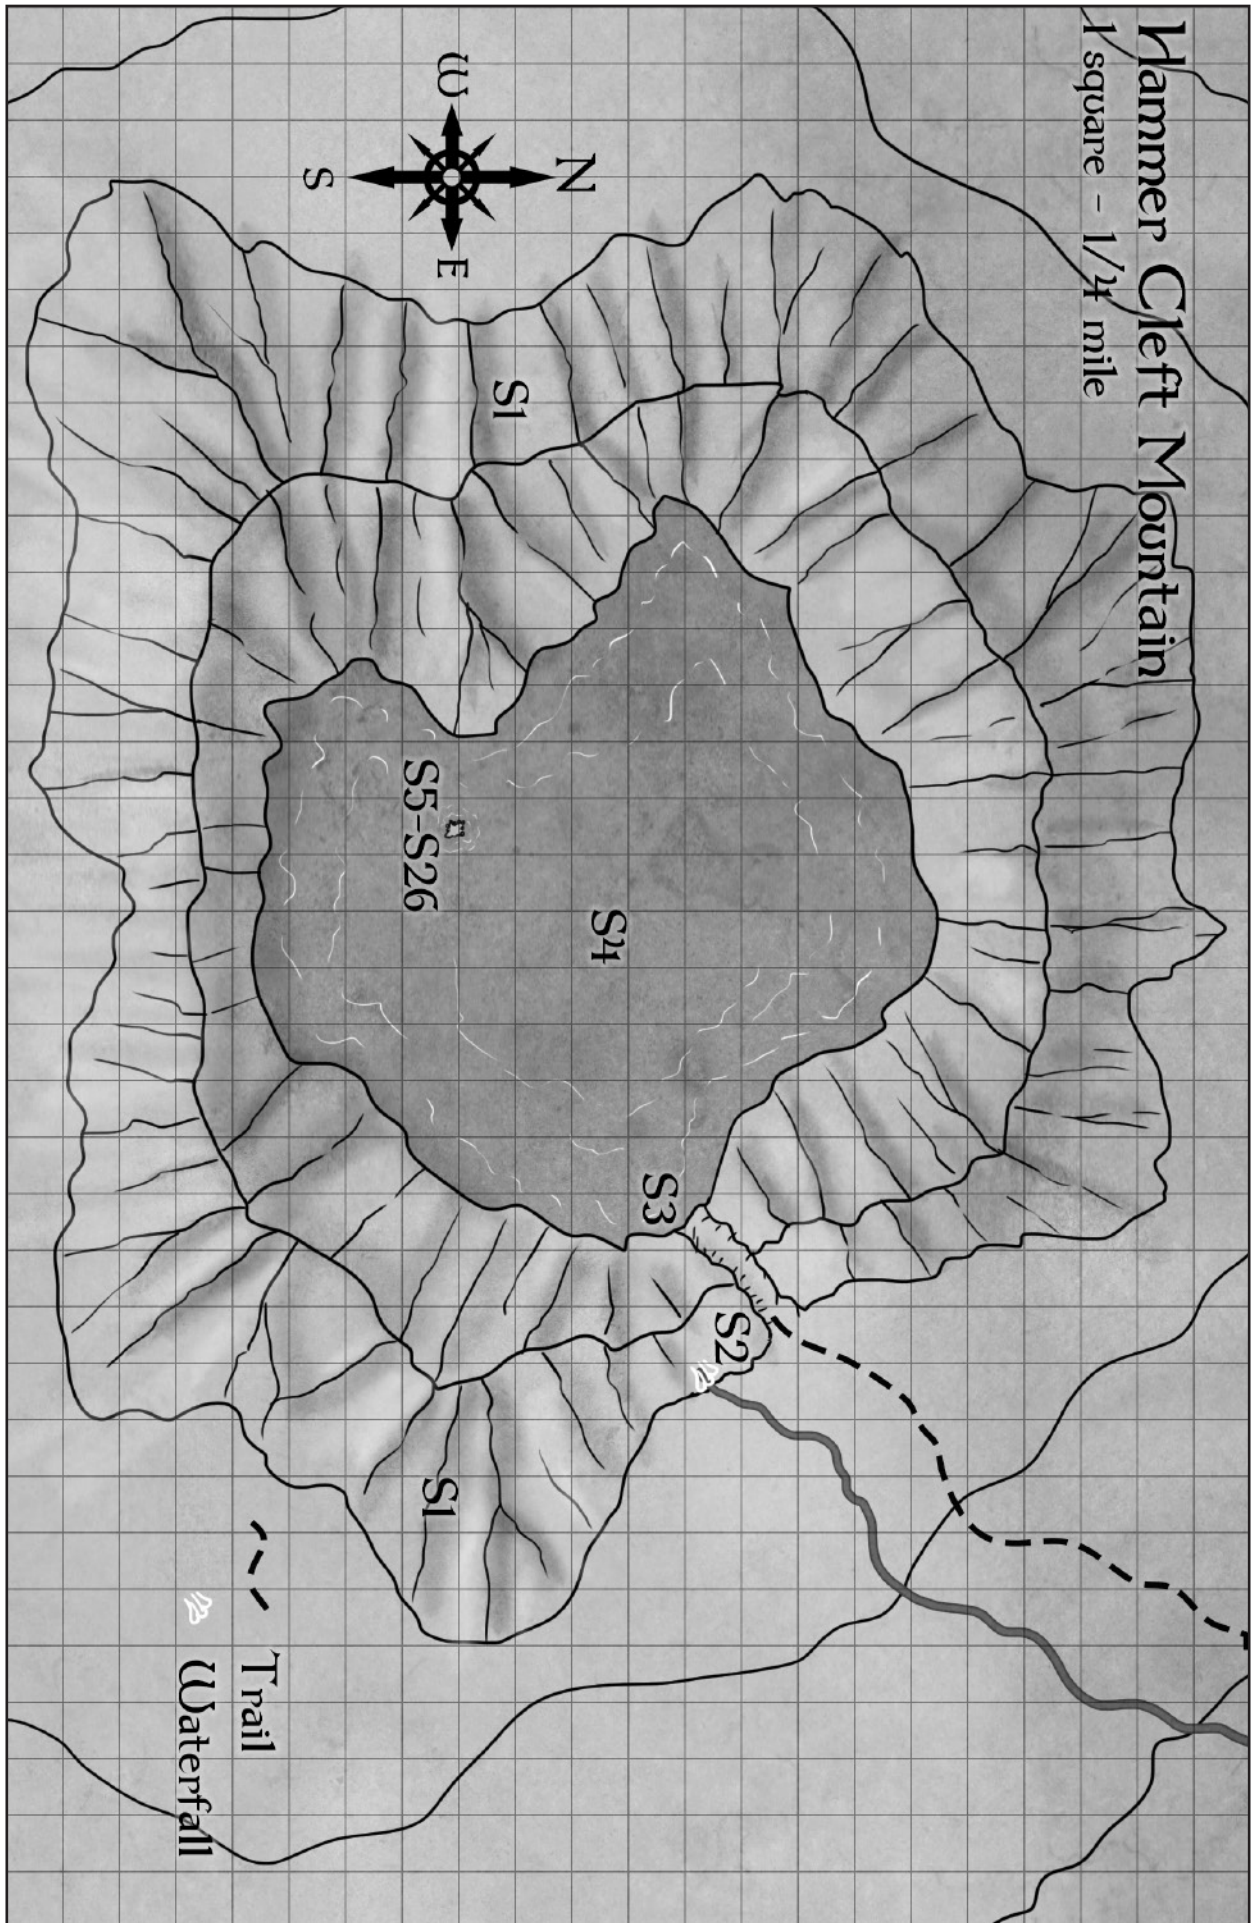 Hammer Cleft Mountain
1 square - 1/4 mile
N
W
E
S
S1
S4
S5-S26
S3
S2
S1
Trail
Waterfall